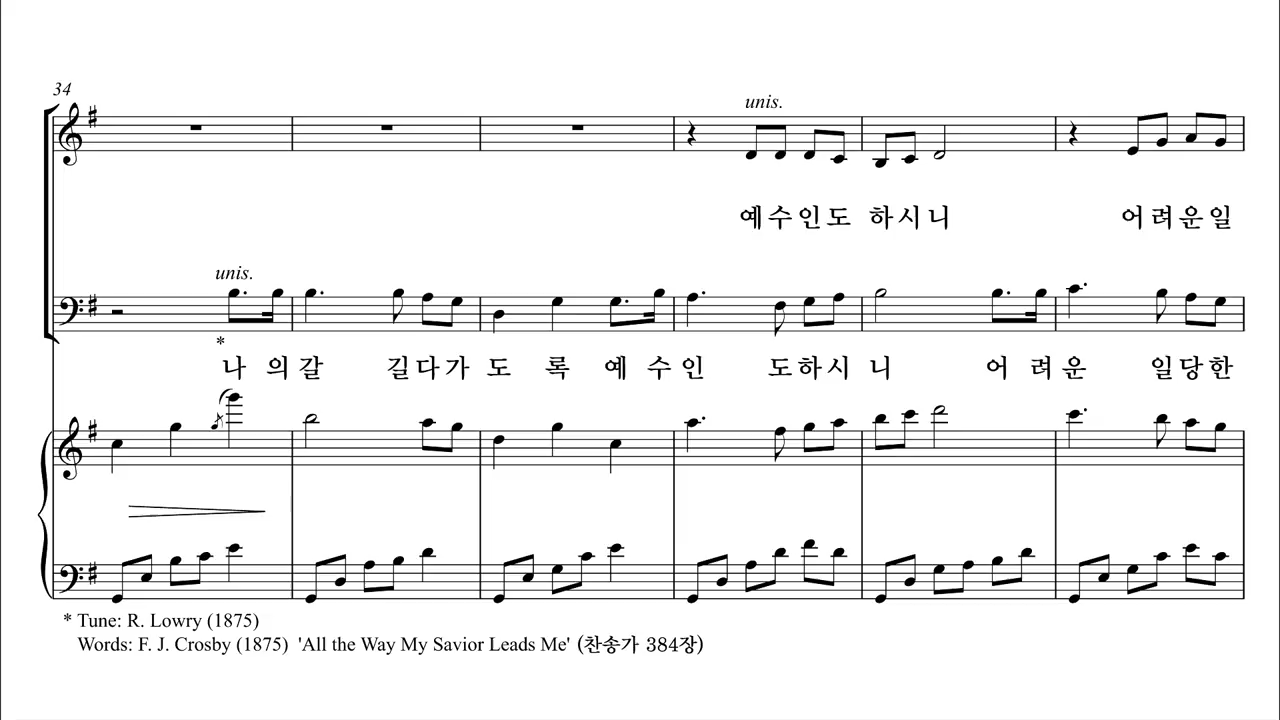 34
unis.
예수인도 하시니 어려운일
unis.
*
나 의갈 길다가 도 록 예 수인 도하시 니 어 려운 일당한
* Tune: R. Lowry (1875)
Words: F. J. Crosby (1875) 'All the Way My Savior Leads Me' (찬송가 384장)